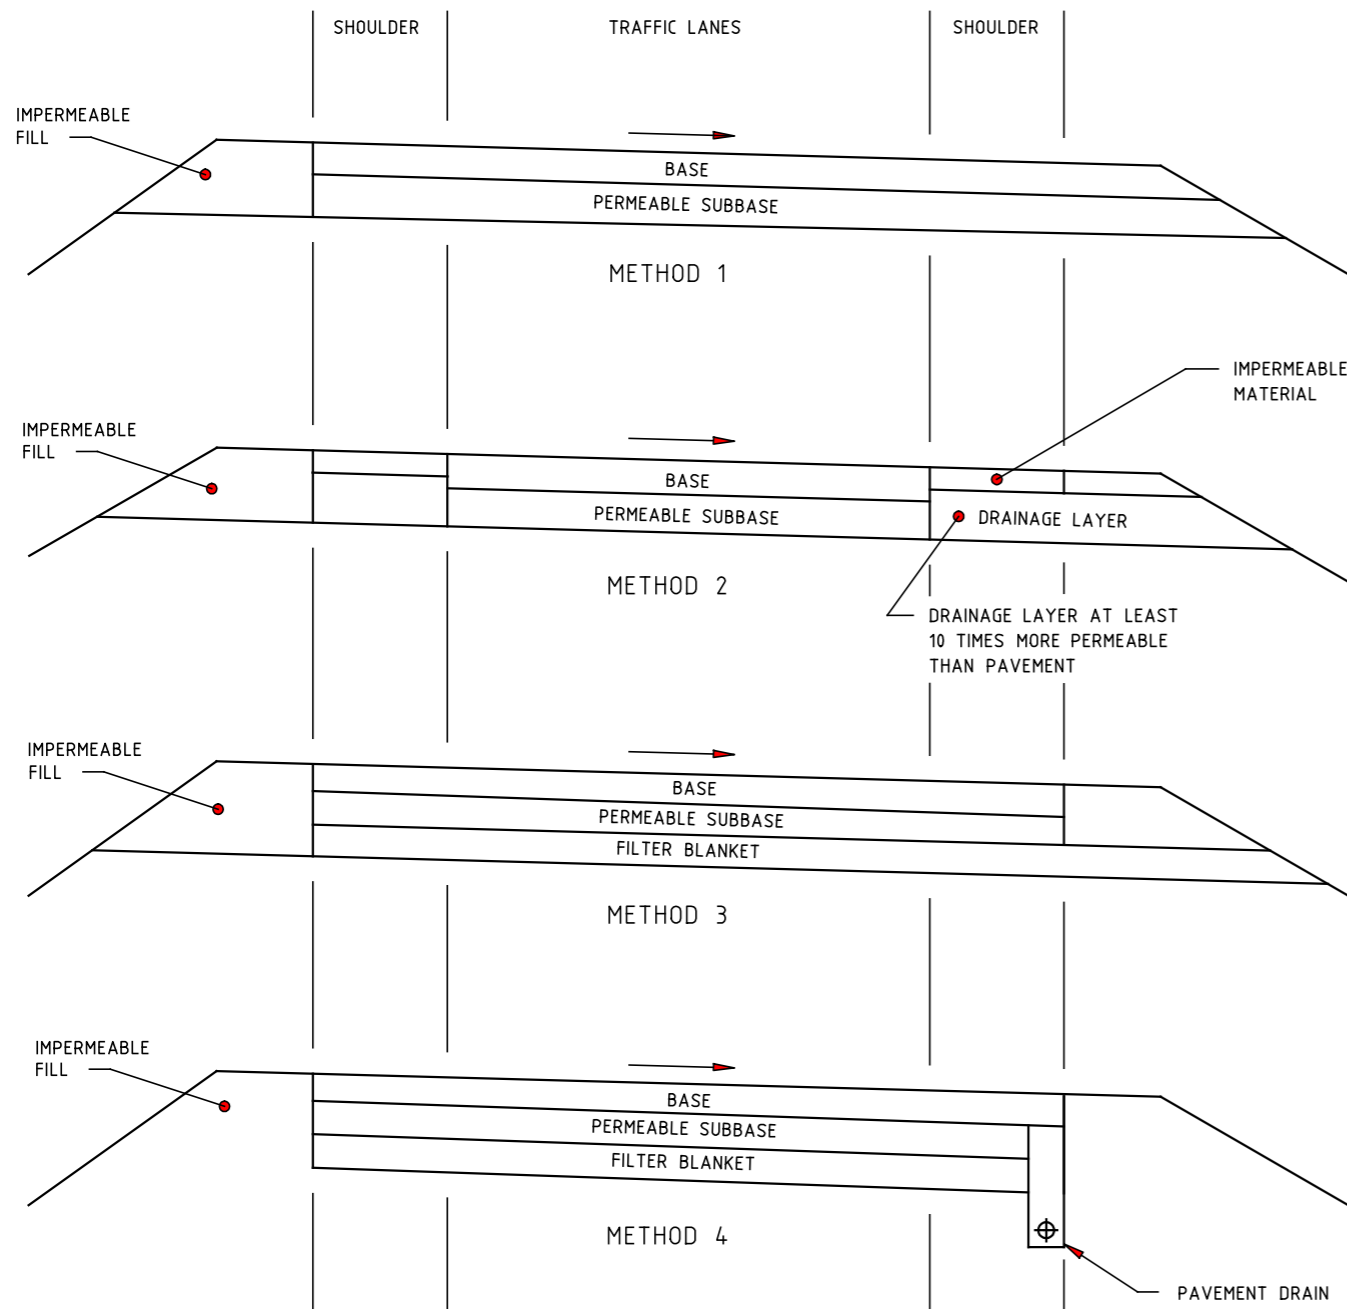 SHOULDER
TRAFFIC LANES
SHOULDER
IMPERMEABLE
FILL
BASE
PERMEABLE SUBBASE
METHOD 1
IMPERMEABLE
MATERIAL
IMPERMEABLE
FILL
BASE
PERMEABLE SUBBASE
DRAINAGE LAYER
METHOD 2
DRAINAGE LAYER AT LEAST
10 TIMES MORE PERMEABLE
THAN PAVEMENT
IMPERMEABLE
FILL
BASE
PERMEABLE SUBBASE
FILTER BLANKET
METHOD 3
IMPERMEABLE
FILL
BASE
PERMEABLE SUBBASE
FILTER BLANKET
METHOD 4
PAVEMENT DRAIN